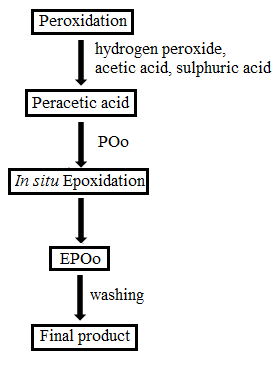 Peroxidation
hydrogen peroxide,
acetic acid, sulphuric acid
Peracetic acid
POo
In situ Epoxidation
EPOo
washing
Final product